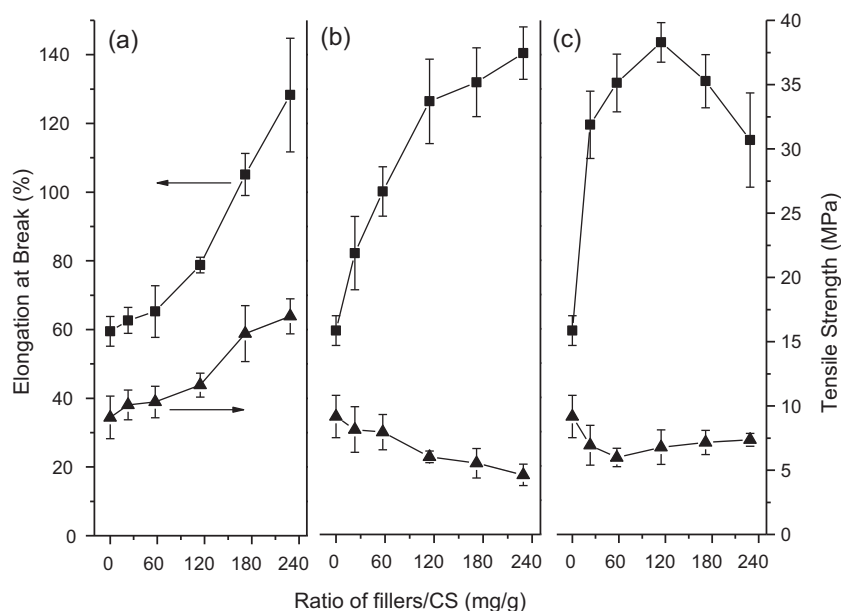 (a)
(b)
(c)
Elongation at Break (%)
140
120
100
80
60
40
20
0
40
35
30
25
20
15
10
5
0
Tensile Strength (MPa)
0 60 120 180 240
0 60 120 180 240
0 60 120 180 240
Ratio of fillers/CS (mg/g)